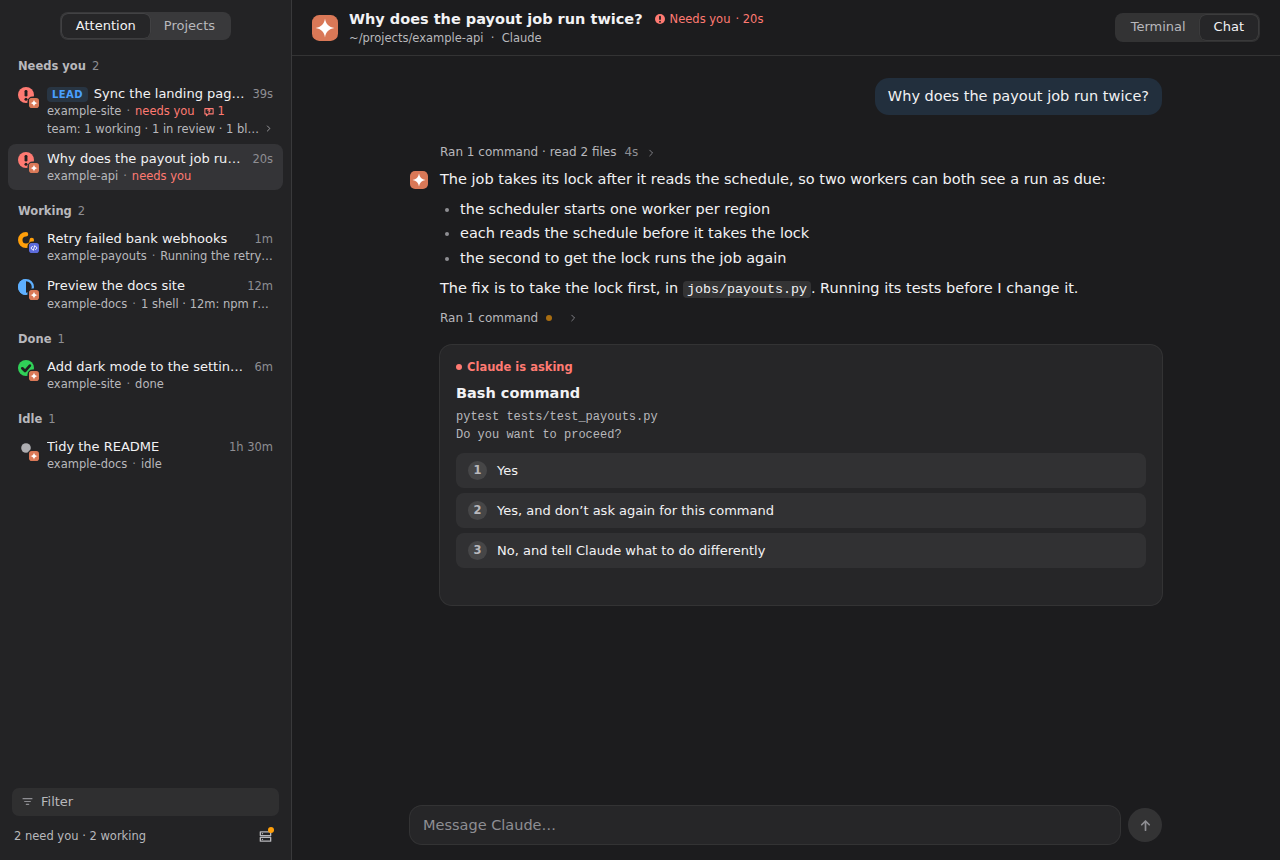 Attention
Projects
Needs you 2
LEAD Sync the landing pag… 39s
example-site · needs you 1
team: 1 working · 1 in review · 1 bl…
Why does the payout job ru… 20s
example-api · needs you
Working 2
Retry failed bank webhooks 1m
example-payouts · Running the retry…
Preview the docs site 12m
example-docs · 1 shell · 12m: npm r…
Done 1
Add dark mode to the settin… 6m
example-site · done
Idle 1
Tidy the README 1h 30m
example-docs · idle
Filter
2 need you · 2 working
Why does the payout job run twice? Needs you · 20s
~/projects/example-api · Claude
Terminal
Chat
Why does the payout job run twice?
Ran 1 command · read 2 files 4s
The job takes its lock after it reads the schedule, so two workers can both see a run as due:
• the scheduler starts one worker per region
• each reads the schedule before it takes the lock
• the second to get the lock runs the job again
The fix is to take the lock first, in jobs/payouts.py. Running its tests before I change it.
Ran 1 command
Claude is asking
Bash command
pytest tests/test_payouts.py
Do you want to proceed?
1 Yes
2 Yes, and don’t ask again for this command
3 No, and tell Claude what to do differently
Message Claude…